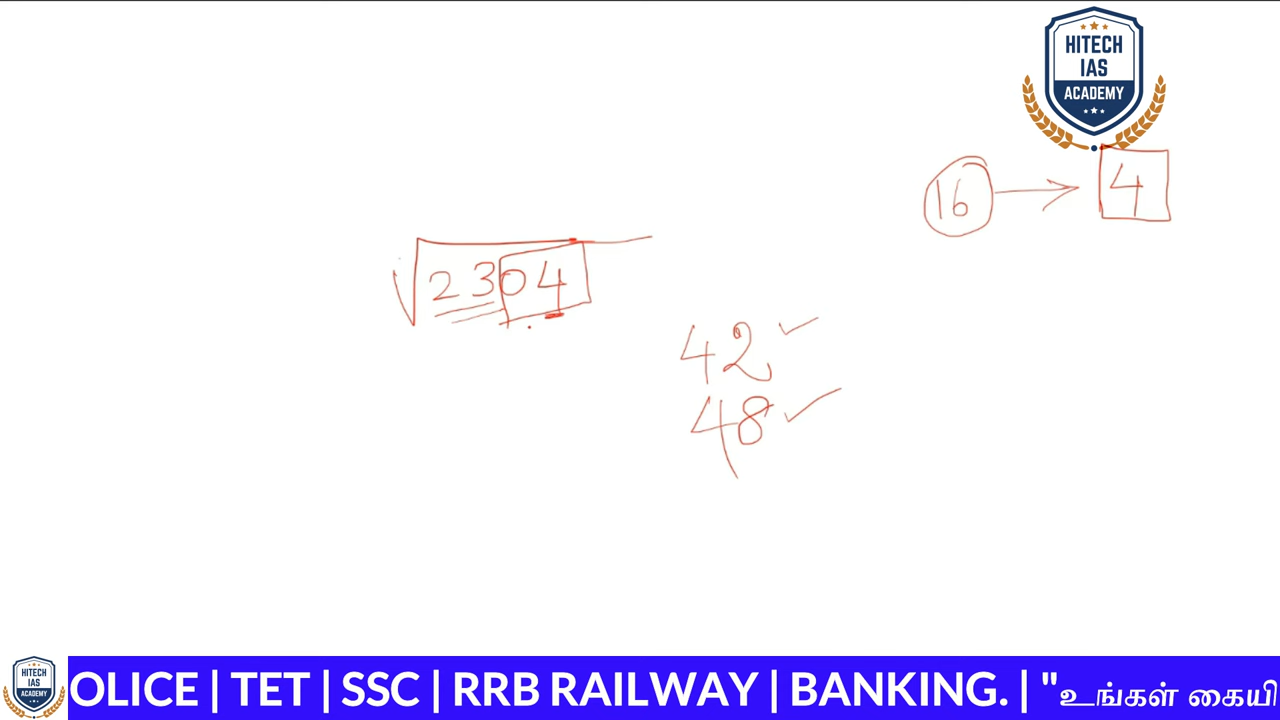 HITECH
IAS
ACADEMY
16 → 4
√2304
42 ✓
48 ✓
HITECH
IAS
ACADEMY
OLICE | TET | SSC | RRB RAILWAY | BANKING. | "உங்கள் கையி